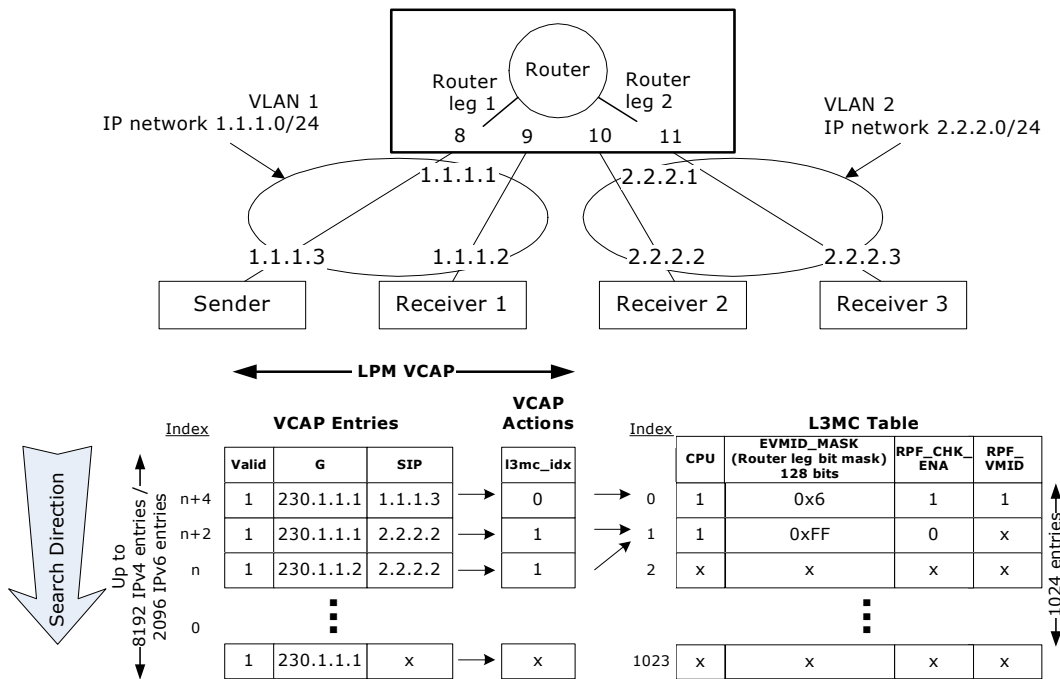 Router
Router
leg 1
Router
leg 2
VLAN 1
IP network 1.1.1.0/24
VLAN 2
IP network 2.2.2.0/24
8 9 10 11
1.1.1.1 2.2.2.1
1.1.1.3 1.1.1.2 2.2.2.2 2.2.2.3
Sender Receiver 1 Receiver 2 Receiver 3
LPM VCAP
Index VCAP Entries VCAP Actions Index L3MC Table
Valid G SIP l3mc_idx CPU EVMID_MASK (Router leg bit mask) 128 bits RPF_CHK_ENA RPF_VMID
n+4 1 230.1.1.1 1.1.1.3 0 0 1 0x6 1 1
n+2 1 230.1.1.1 2.2.2.2 1 1 1 0xFF 0 x
n 1 230.1.1.2 2.2.2.2 1 2 x x x x
0
1 230.1.1.1 x x 1023 x x x x
Search Direction
Up to
8192 IPv4 entries /
2096 IPv6 entries
1024 entries